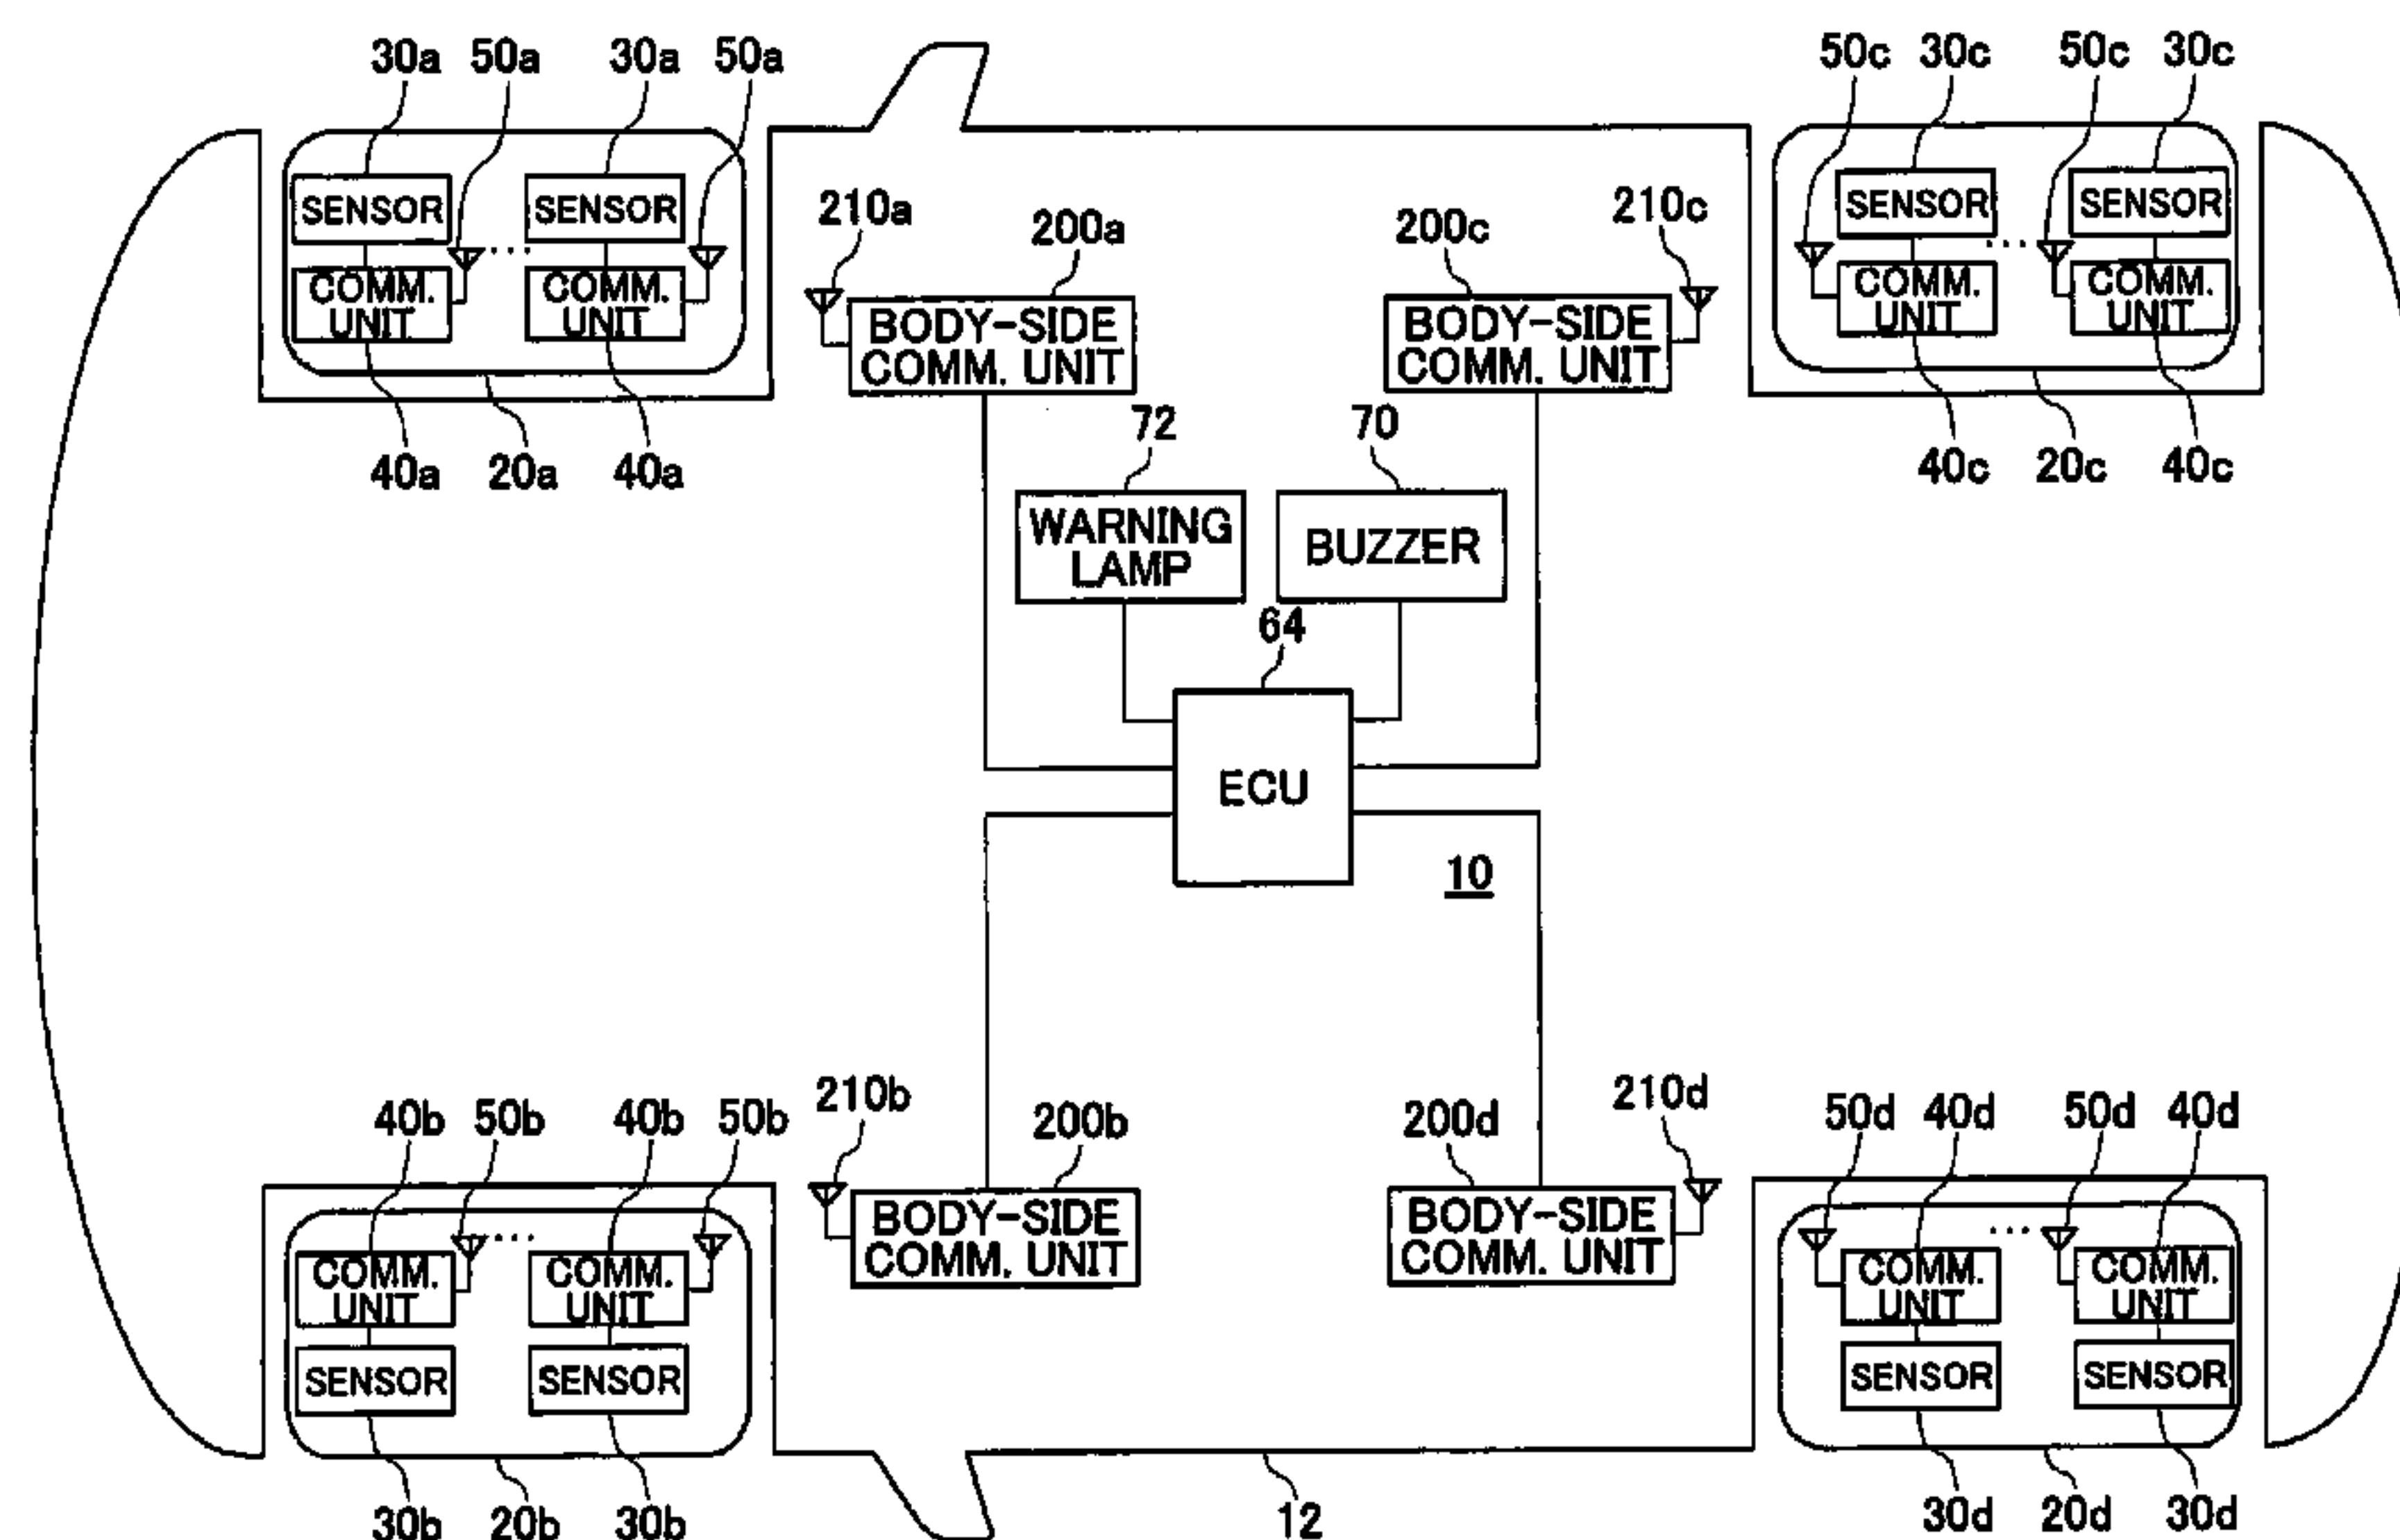 30a 50a 30a 50a
50c 30c 50c 30c
SENSOR ... SENSOR
COMM. UNIT
COMM. UNIT
40a 20a 40a
210a 200a
BODY-SIDE
COMM. UNIT
200c 210c
BODY-SIDE
COMM. UNIT
SENSOR ... SENSOR
COMM. UNIT
COMM. UNIT
40c 20c 40c
72
WARNING
LAMP
70
BUZZER
64
ECU
10
40b 50b 40b 50b
COMM. UNIT
...
COMM. UNIT
SENSOR SENSOR
30b 20b 30b
210b 200b
BODY-SIDE
COMM. UNIT
200d 210d
BODY-SIDE
COMM. UNIT
50d 40d 50d 40d
COMM. UNIT
...
COMM. UNIT
SENSOR SENSOR
30d 20d 30d
12